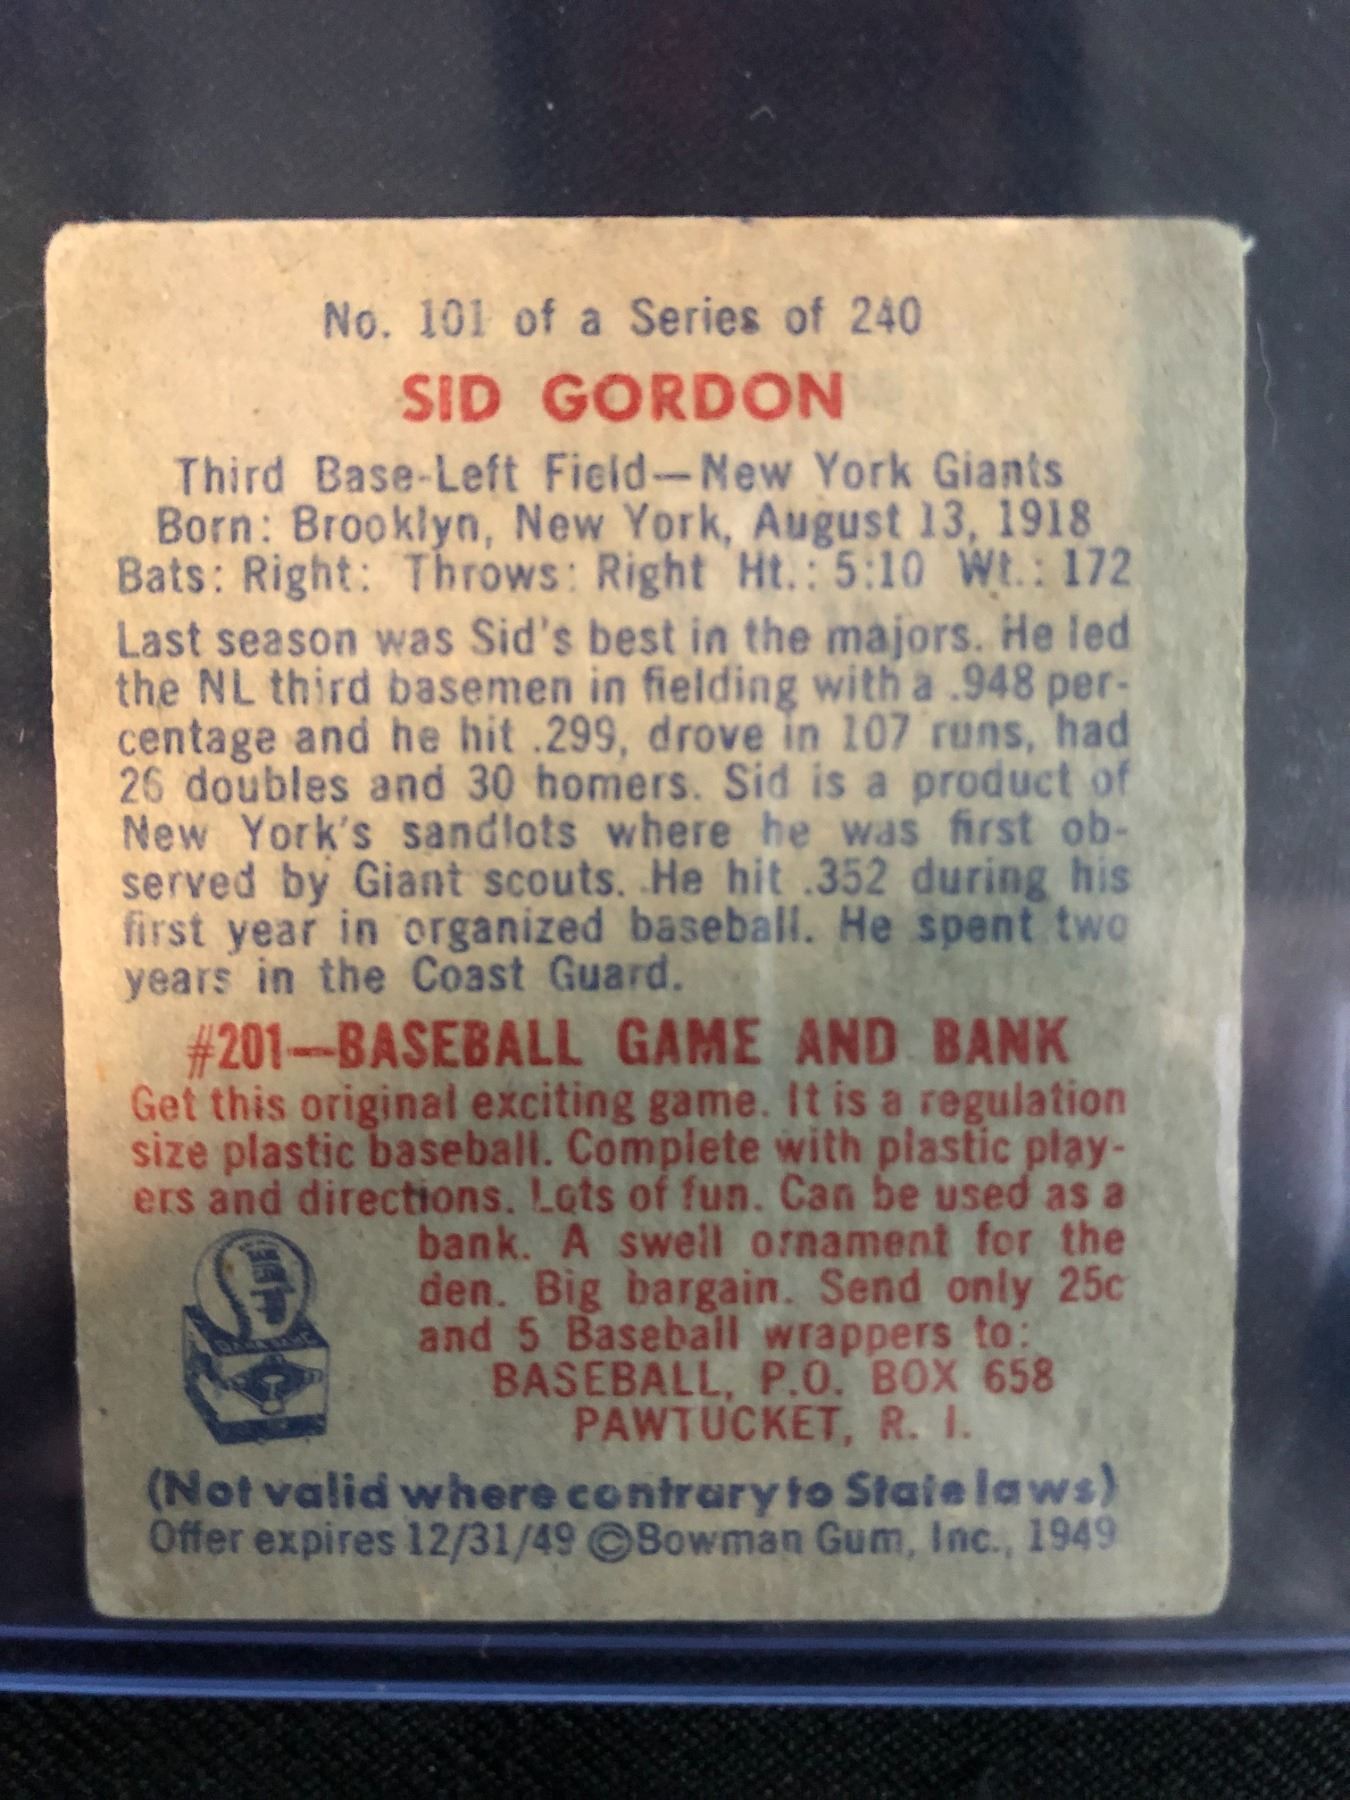 No. 101 of a Series of 240
SID GORDON
Third Base-Left Field—New York Giants
Born: Brooklyn, New York, August 13, 1918
Bats: Right: Throws: Right Ht.: 5:10 Wt.: 172
Last season was Sid's best in the majors. He led
the NL third basemen in fielding with a .948 per-
centage and he hit .299, drove in 107 runs, had
26 doubles and 30 homers. Sid is a product of
New York's sandlots where he was first ob-
served by Giant scouts. He hit .352 during his
first year in organized baseball. He spent two
years in the Coast Guard.
#201—BASEBALL GAME AND BANK
Get this original exciting game. It is a regulation
size plastic baseball. Complete with plastic play-
ers and directions. Lots of fun. Can be used as a
bank. A swell ornament for the
den. Big bargain. Send only 25c
and 5 Baseball wrappers to:
BASEBALL, P.O. BOX 658
PAWTUCKET, R. I.
(Not valid where contrary to State laws)
Offer expires 12/31/49 ©Bowman Gum, Inc., 1949